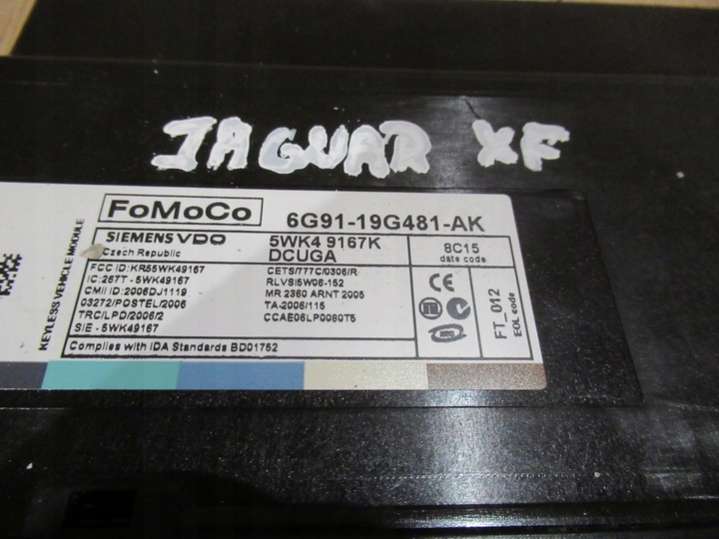 JAGUAR XF
FoMoCo 6G91-19G481-AK
SIEMENS VDO 5WK4 9167K 8C15
Czech Republic DCUGA date code
FCC ID:KR55WK49167 CETS/777C/0306/R
IC:267T - 5WK49167 RLVSI5W06-152
CMII ID:2006DJ1119 MR 2360 ARNT 2005
03272/POSTEL/2006 TA-2006/115
TRC/LPD/2006/2 CCAE06LP0060T5
SIE - 5WK49167
Complies with IDA Standards BD01752
KEYLESS VEHICLE MODULE
CE
FT_012
EOL code